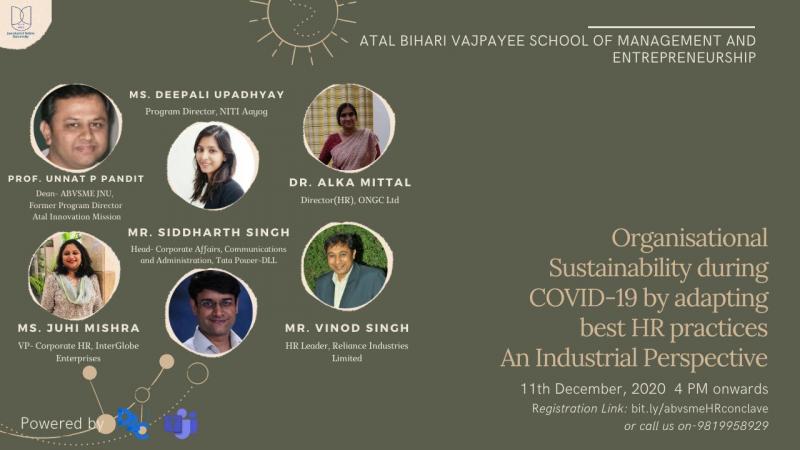 ATAL BIHARI VAJPAYEE SCHOOL OF MANAGEMENT AND
ENTREPRENEURSHIP
MS. DEEPALI UPADHYAY
Program Director, NITI Aayog
PROF. UNNAT P PANDIT
Dean- ABVSME JNU,
Former Program Director
Atal Innovation Mission
DR. ALKA MITTAL
Director(HR), ONGC Ltd
MR. SIDDHARTH SINGH
Head- Corporate Affairs, Communications
and Administration, Tata Power-DLL
MS. JUHI MISHRA
VP- Corporate HR, InterGlobe
Enterprises
MR. VINOD SINGH
HR Leader, Reliance Industries
Limited
Organisational
Sustainability during
COVID-19 by adapting
best HR practices
An Industrial Perspective
11th December, 2020 4 PM onwards
Registration Link: bit.ly/abvsmeHRconclave
or call us on-9819958929
Powered by